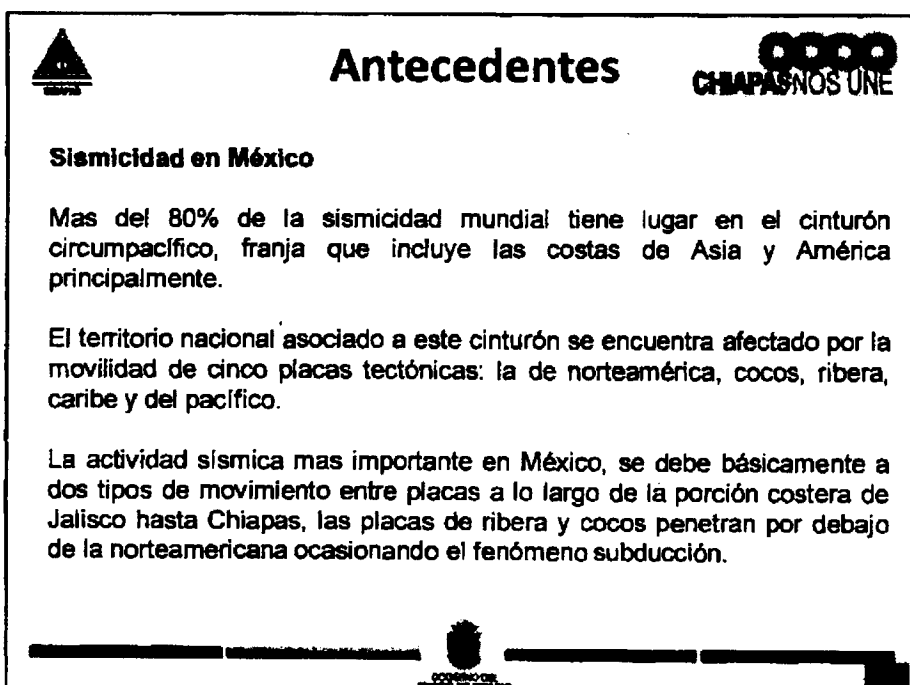 Antecedentes
CHIAPASNOS UNE
Sismicidad en México
Mas del 80% de la sismicidad mundial tiene lugar en el cinturón
circumpacífico, franja que incluye las costas de Asia y América
principalmente.
El territorio nacional asociado a este cinturón se encuentra afectado por la
movilidad de cinco placas tectónicas: la de norteamérica, cocos, ribera,
caribe y del pacífico.
La actividad sísmica mas importante en México, se debe básicamente a
dos tipos de movimiento entre placas a lo largo de la porción costera de
Jalisco hasta Chiapas, las placas de ribera y cocos penetran por debajo
de la norteamericana ocasionando el fenómeno subducción.